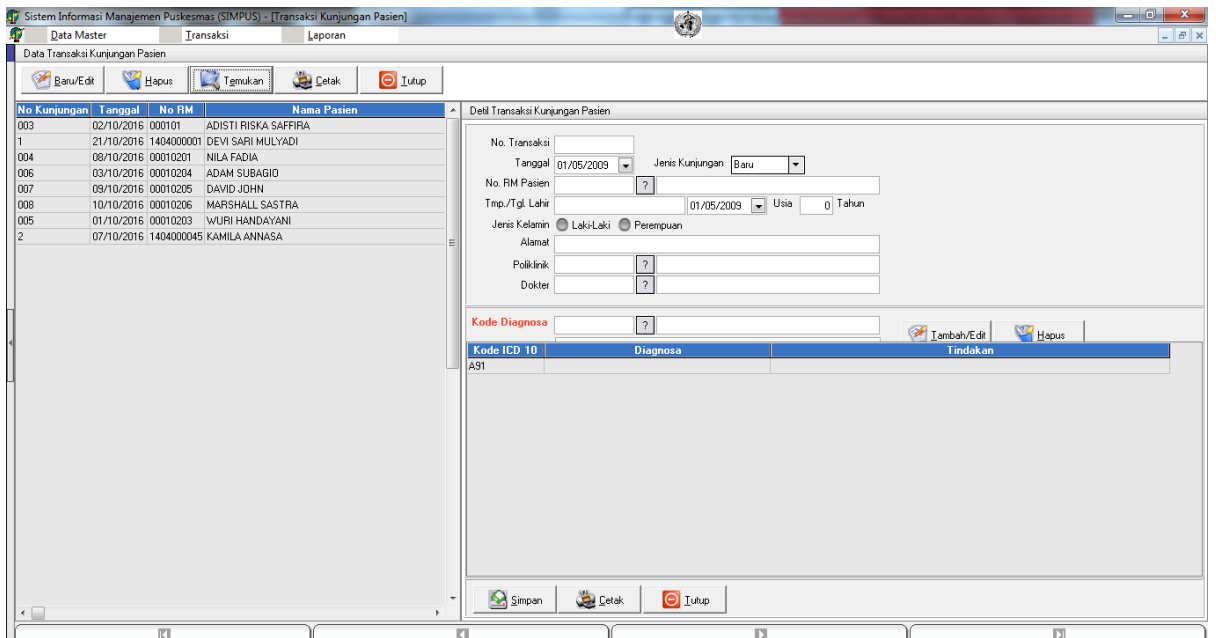 Sistem Informasi Manajemen Puskesmas (SIMPUS) - [Transaksi Kunjungan Pasien]
Data Master Transaksi Laporan
Data Transaksi Kunjungan Pasien
Baru/Edit Hapus Temukan Cetak Tutup
No Kunjungan Tanggal No RM Nama Pasien
003 02/10/2016 000101 ADISTI RISKA SAFFIRA
1 21/10/2016 1404000001 DEVI SARI MULYADI
004 08/10/2016 00010201 NILA FADIA
006 03/10/2016 00010204 ADAM SUBAGIO
007 09/10/2016 00010205 DAVID JOHN
008 10/10/2016 00010206 MARSHALL SASTRA
005 01/10/2016 00010203 WURI HANDAYANI
2 07/10/2016 1404000045 KAMILA ANNASA
Detil Transaksi Kunjungan Pasien
No. Transaksi
Tanggal 01/05/2009 Jenis Kunjungan Baru
No. RM Pasien ?
Tmp./Tgl. Lahir 01/05/2009 Usia 0 Tahun
Jenis Kelamin Laki-Laki Perempuan
Alamat
Poliklinik ?
Dokter ?
Kode Diagnosa ? Tambah/Edit Hapus
Kode ICD 10 Diagnosa Tindakan
A91
Simpan Cetak Tutup